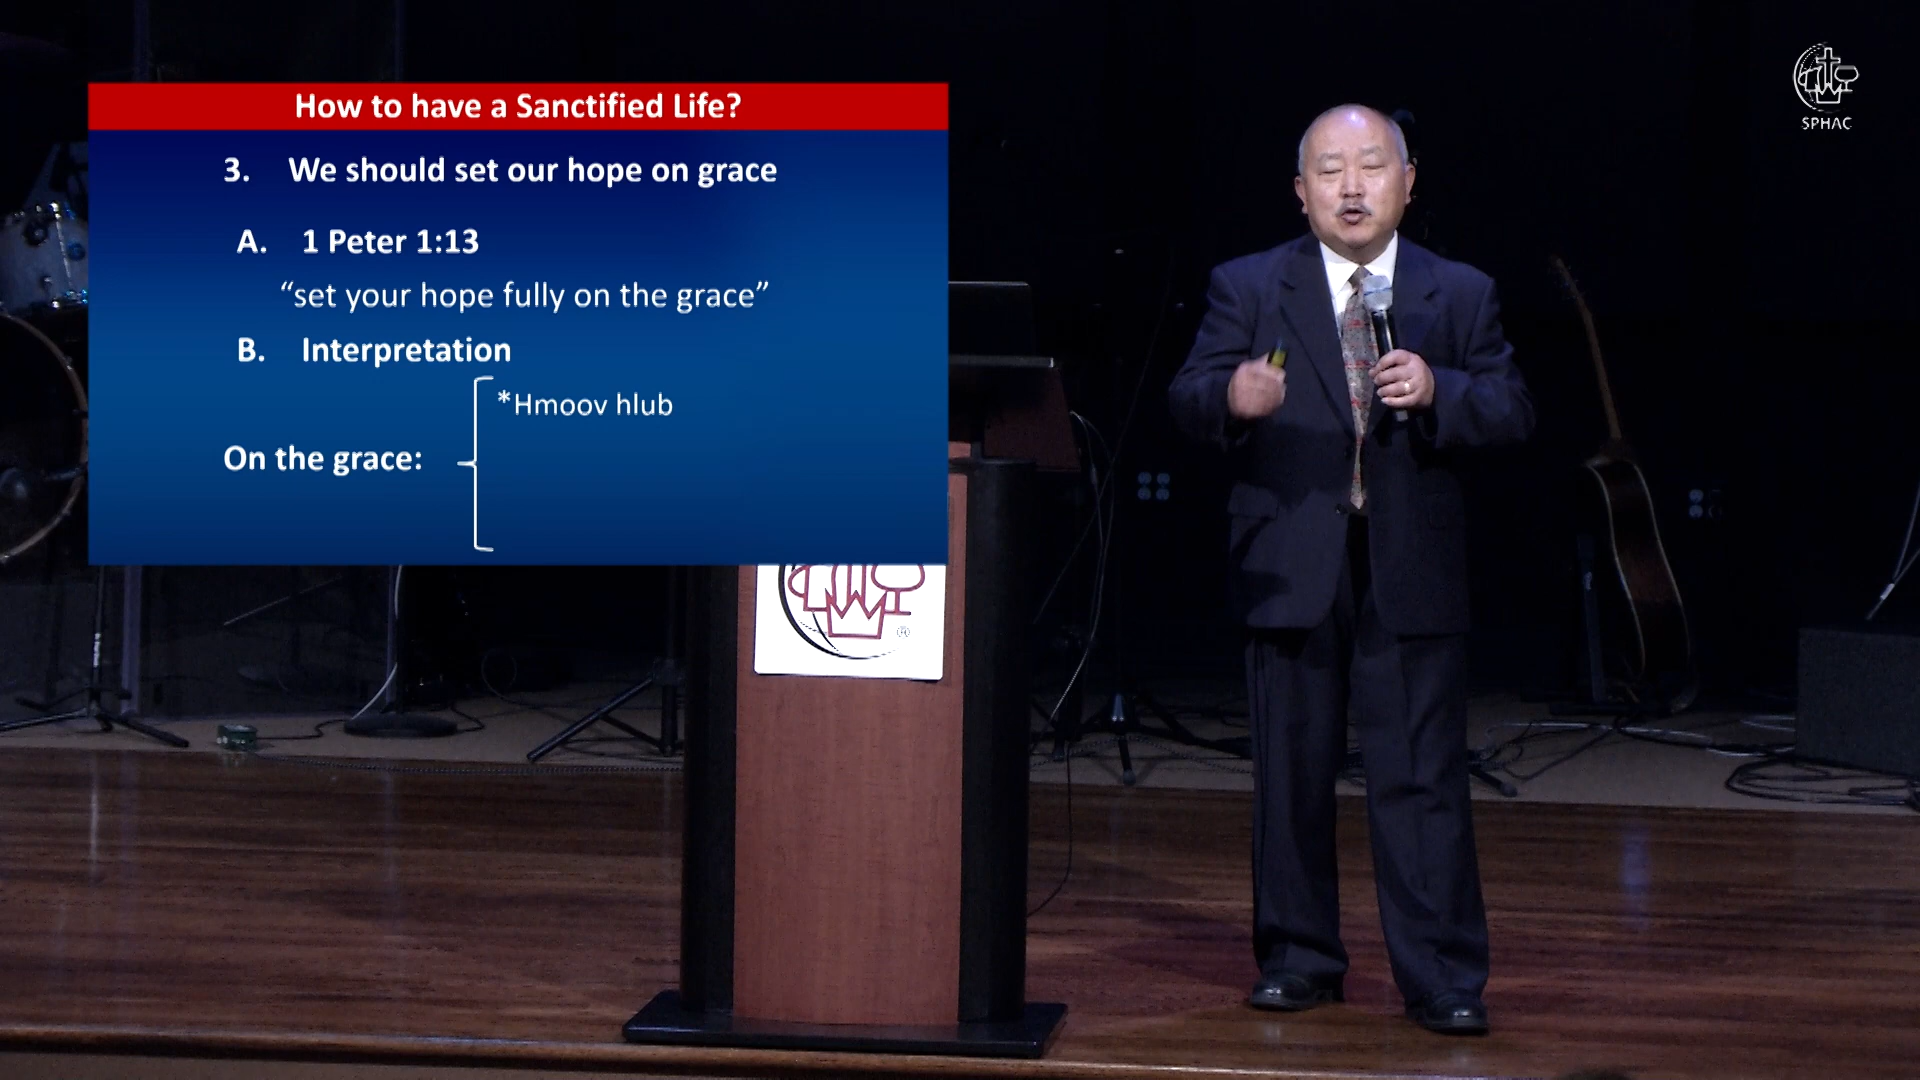 How to have a Sanctified Life?
3. We should set our hope on grace
A. 1 Peter 1:13
“set your hope fully on the grace”
B. Interpretation
*Hmoov hlub
On the grace:
SPHAC
®